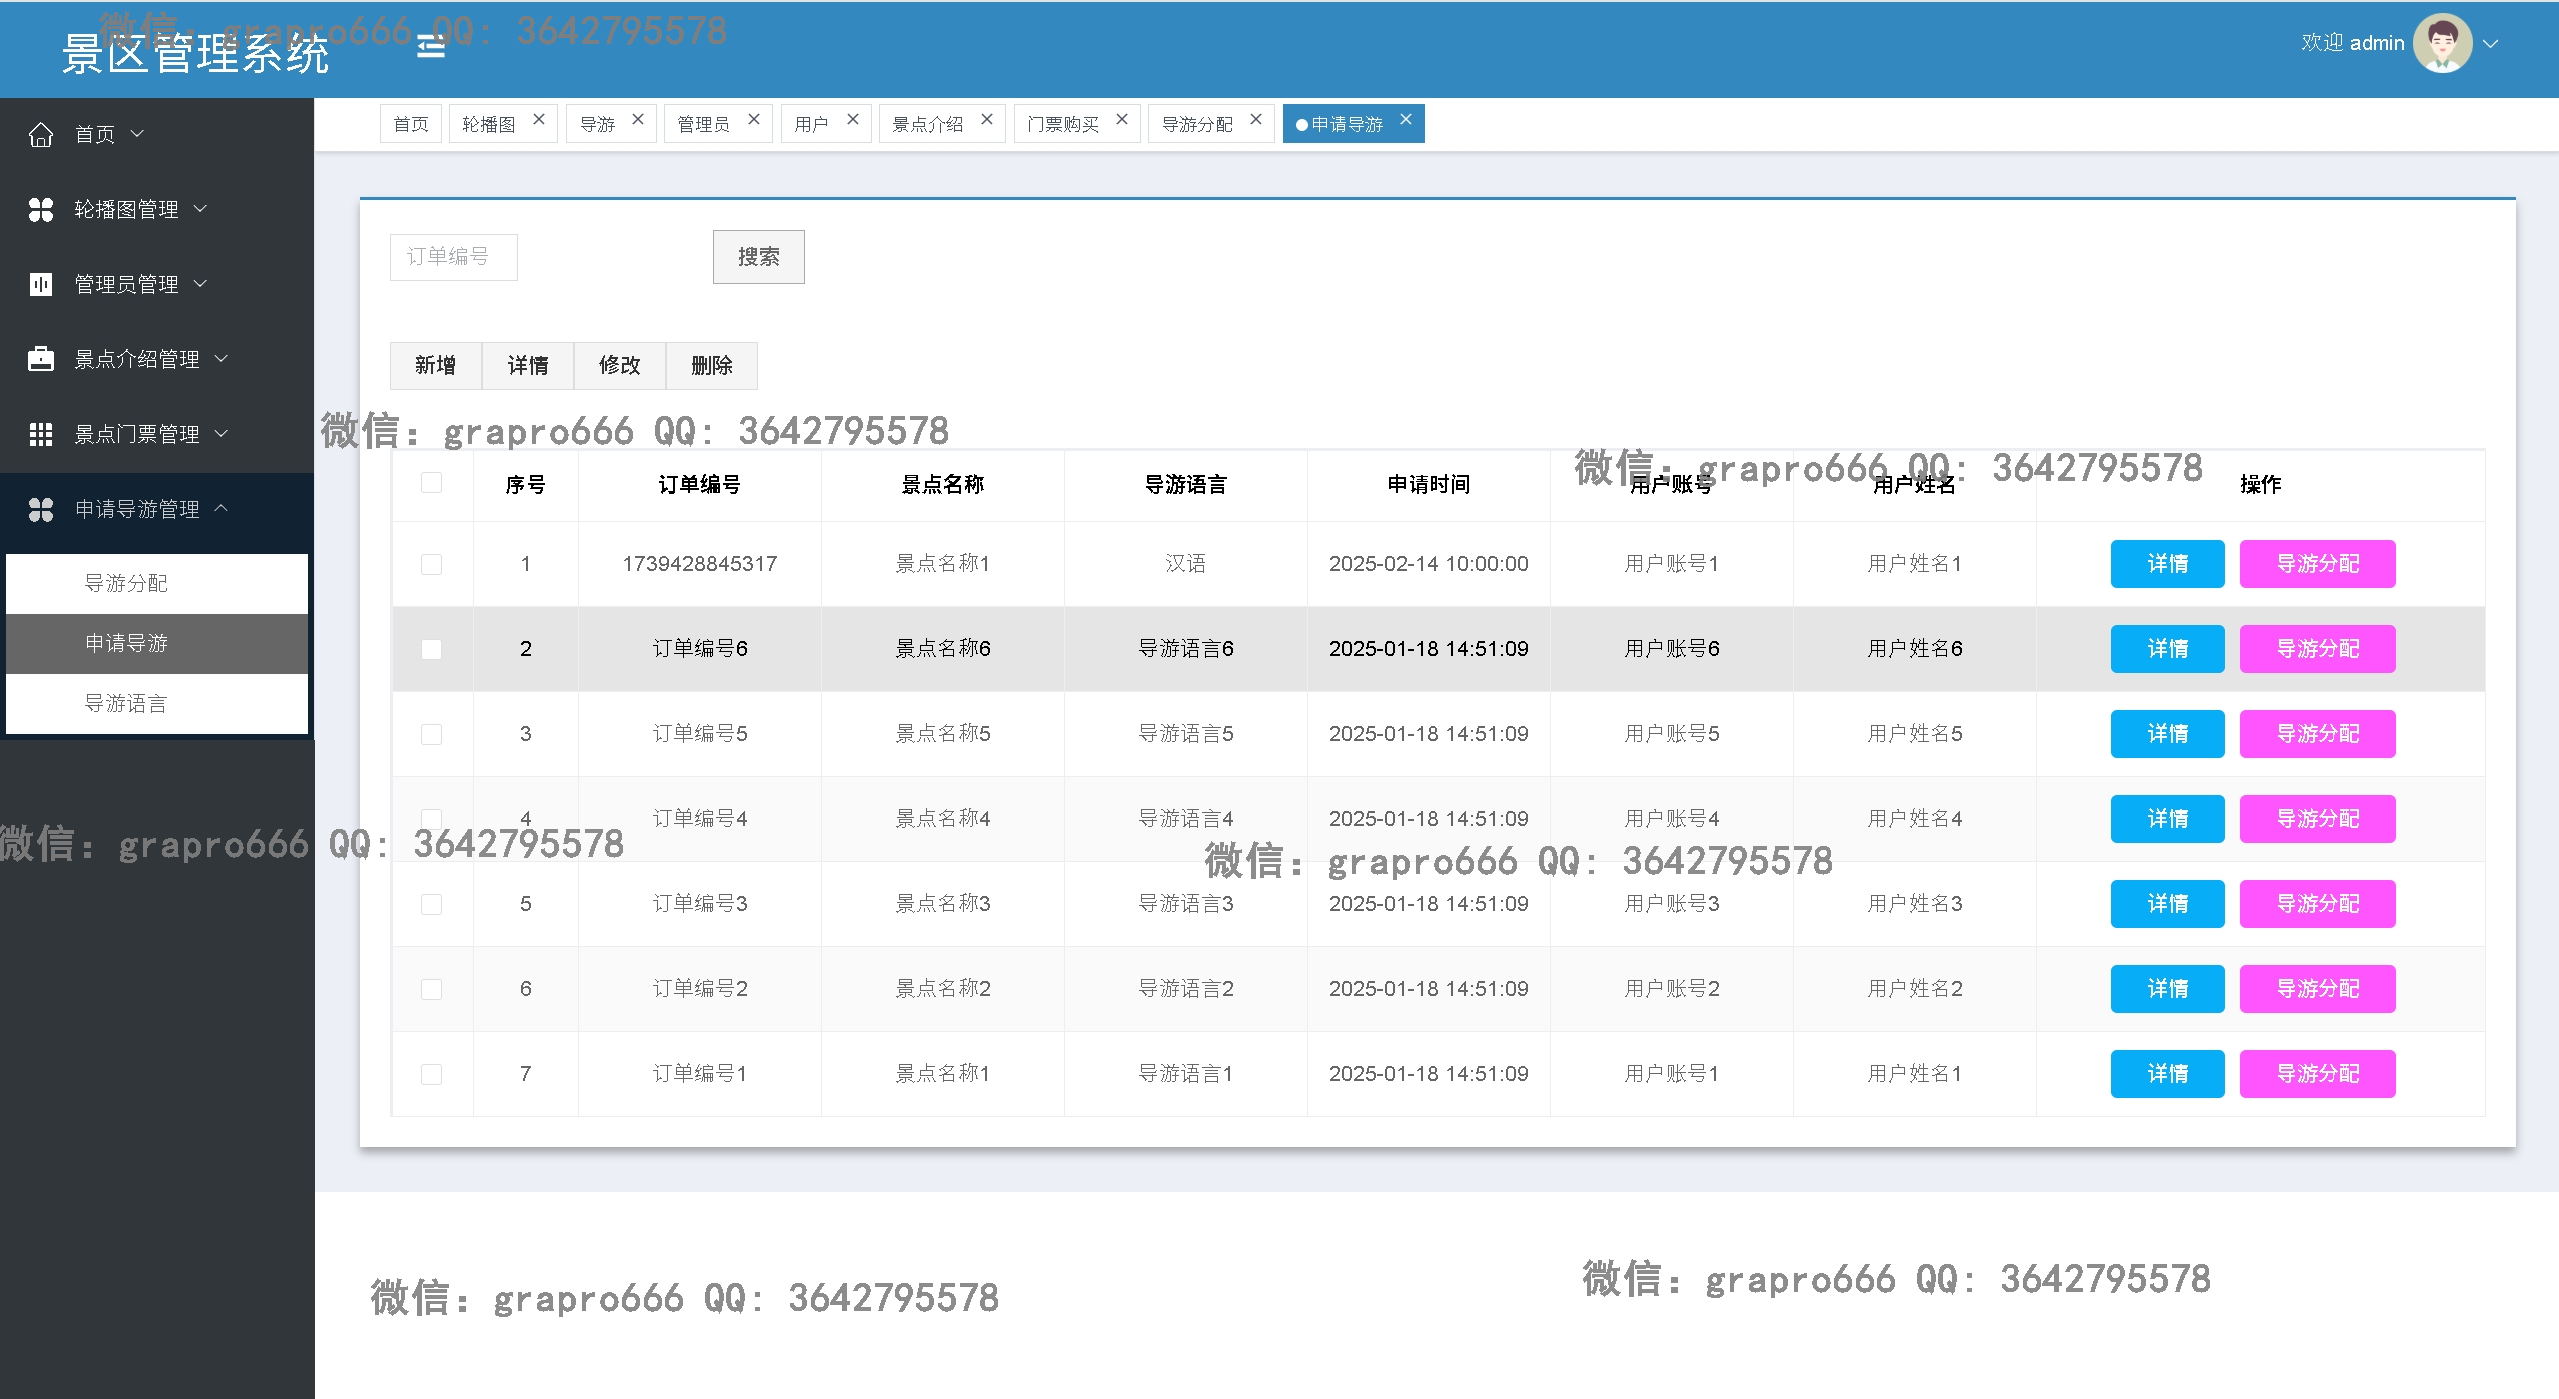 微信: grapro666 QQ: 3642795578
景区管理系统
欢迎 admin
首页 轮播图 导游 管理员 用户 景点介绍 门票购买 导游分配 申请导游
首页
轮播图管理
管理员管理
景点介绍管理
景点门票管理
申请导游管理
导游分配
申请导游
导游语言
订单编号 搜索
新增 详情 修改 删除
微信: grapro666 QQ: 3642795578
微信: grapro666 QQ: 3642795578
序号 订单编号 景点名称 导游语言 申请时间 用户账号 用户姓名 操作
1 1739428845317 景点名称1 汉语 2025-02-14 10:00:00 用户账号1 用户姓名1 详情 导游分配
2 订单编号6 景点名称6 导游语言6 2025-01-18 14:51:09 用户账号6 用户姓名6 详情 导游分配
3 订单编号5 景点名称5 导游语言5 2025-01-18 14:51:09 用户账号5 用户姓名5 详情 导游分配
4 订单编号4 景点名称4 导游语言4 2025-01-18 14:51:09 用户账号4 用户姓名4 详情 导游分配
微信: grapro666 QQ: 3642795578
微信: grapro666 QQ: 3642795578
5 订单编号3 景点名称3 导游语言3 2025-01-18 14:51:09 用户账号3 用户姓名3 详情 导游分配
6 订单编号2 景点名称2 导游语言2 2025-01-18 14:51:09 用户账号2 用户姓名2 详情 导游分配
7 订单编号1 景点名称1 导游语言1 2025-01-18 14:51:09 用户账号1 用户姓名1 详情 导游分配
微信: grapro666 QQ: 3642795578
微信: grapro666 QQ: 3642795578